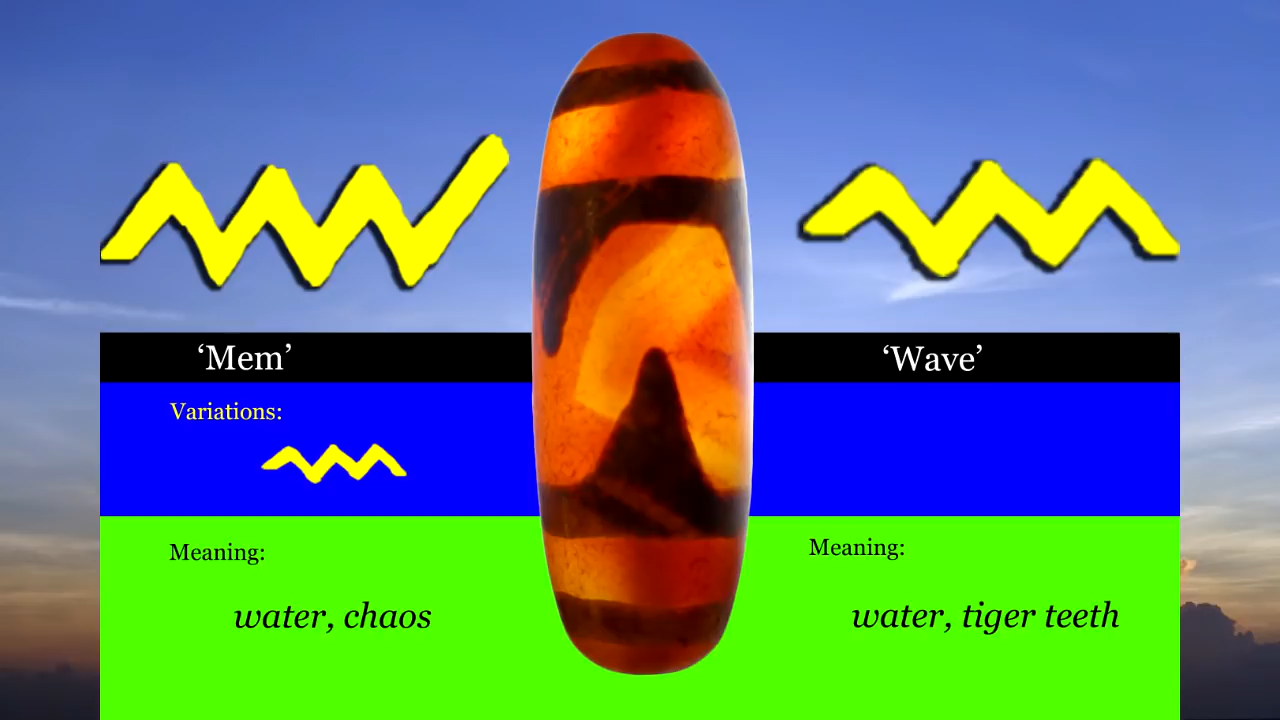 ‘Mem’
Variations:
Meaning:
water, chaos
‘Wave’
Meaning:
water, tiger teeth